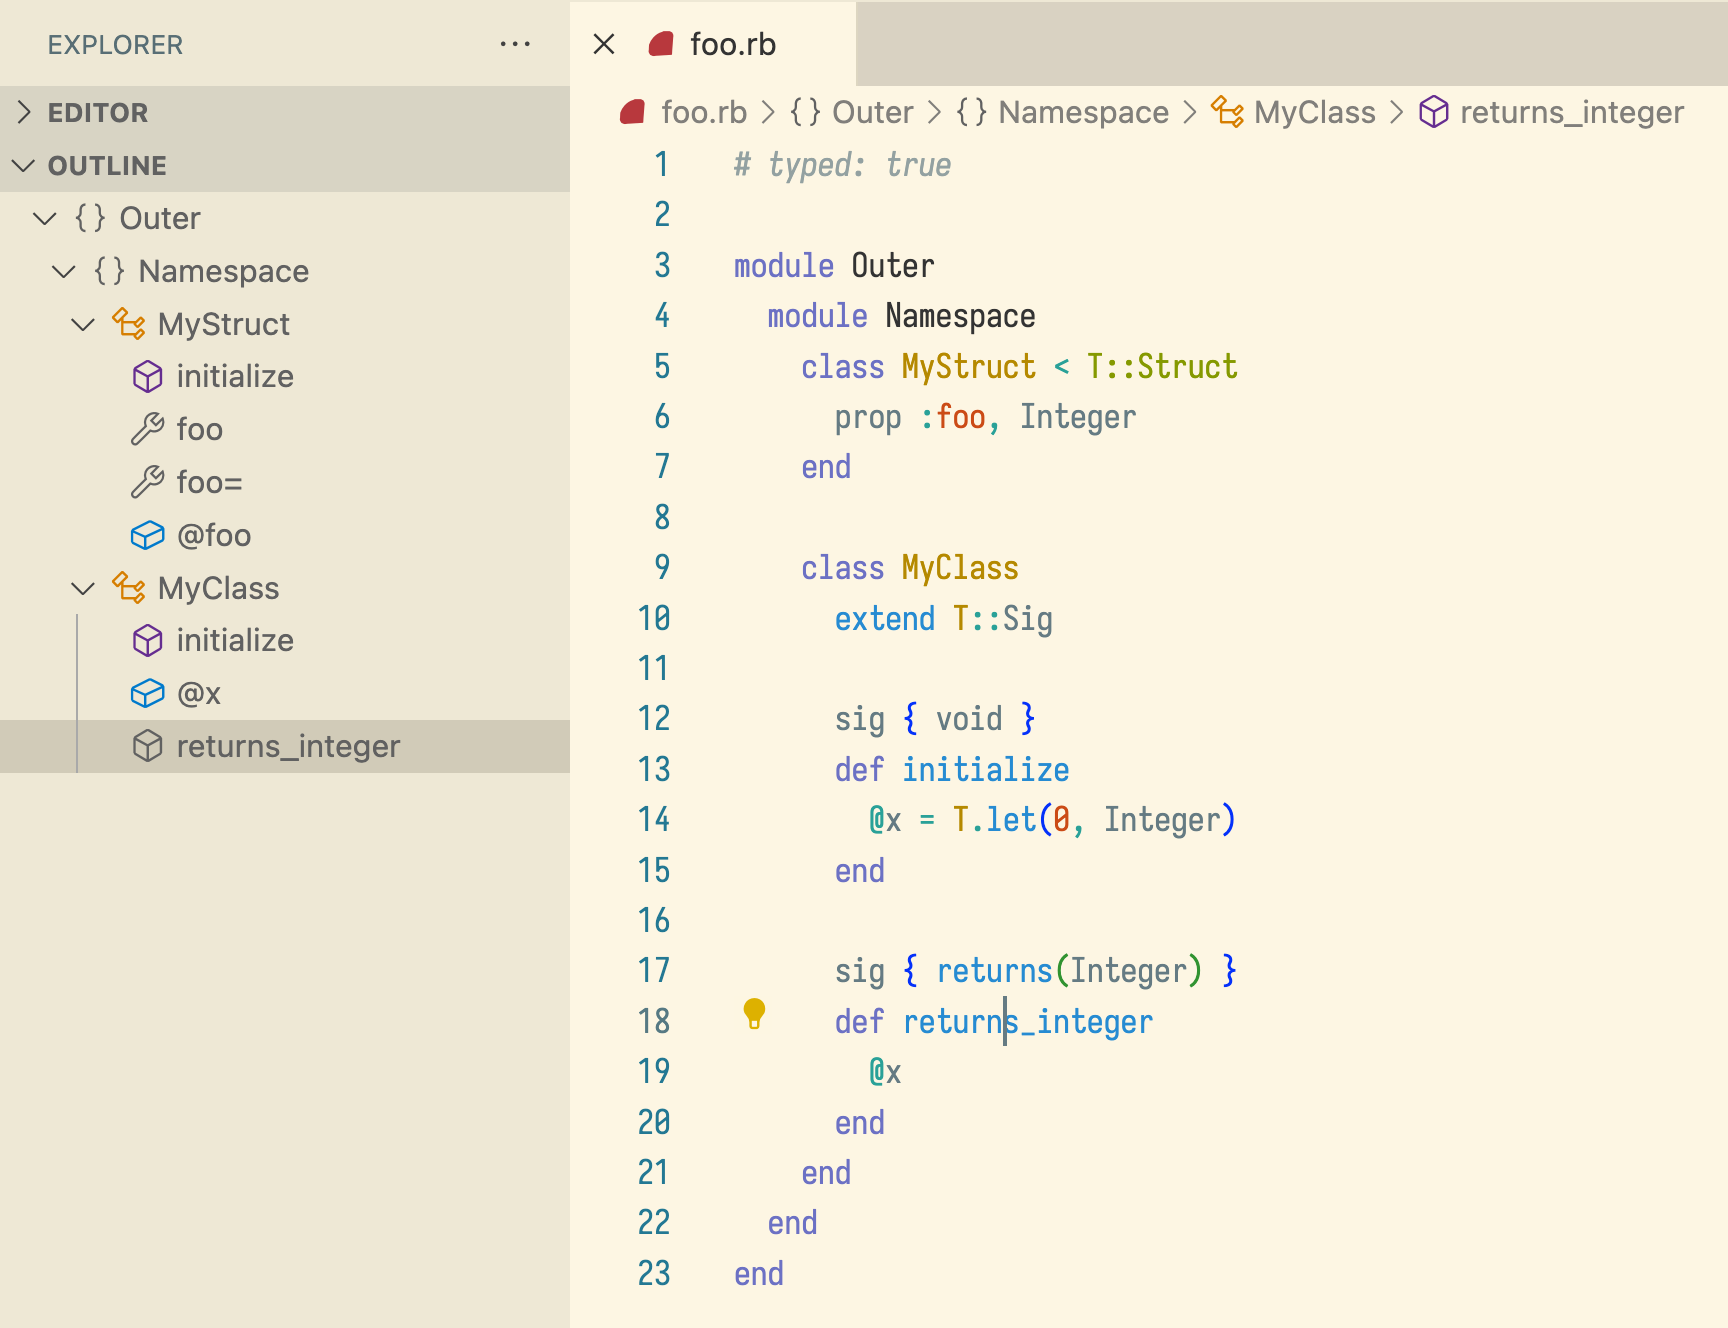 EXPLORER
EDITOR
OUTLINE
{} Outer
{} Namespace
MyStruct
initialize
foo
foo=
@foo
MyClass
initialize
@x
returns_integer
foo.rb
foo.rb > {} Outer > {} Namespace > MyClass > returns_integer
1 # typed: true
2
3 module Outer
4   module Namespace
5     class MyStruct < T::Struct
6       prop :foo, Integer
7     end
8
9     class MyClass
10       extend T::Sig
11
12       sig { void }
13       def initialize
14         @x = T.let(0, Integer)
15       end
16
17       sig { returns(Integer) }
18       def returns_integer
19         @x
20       end
21     end
22   end
23 end